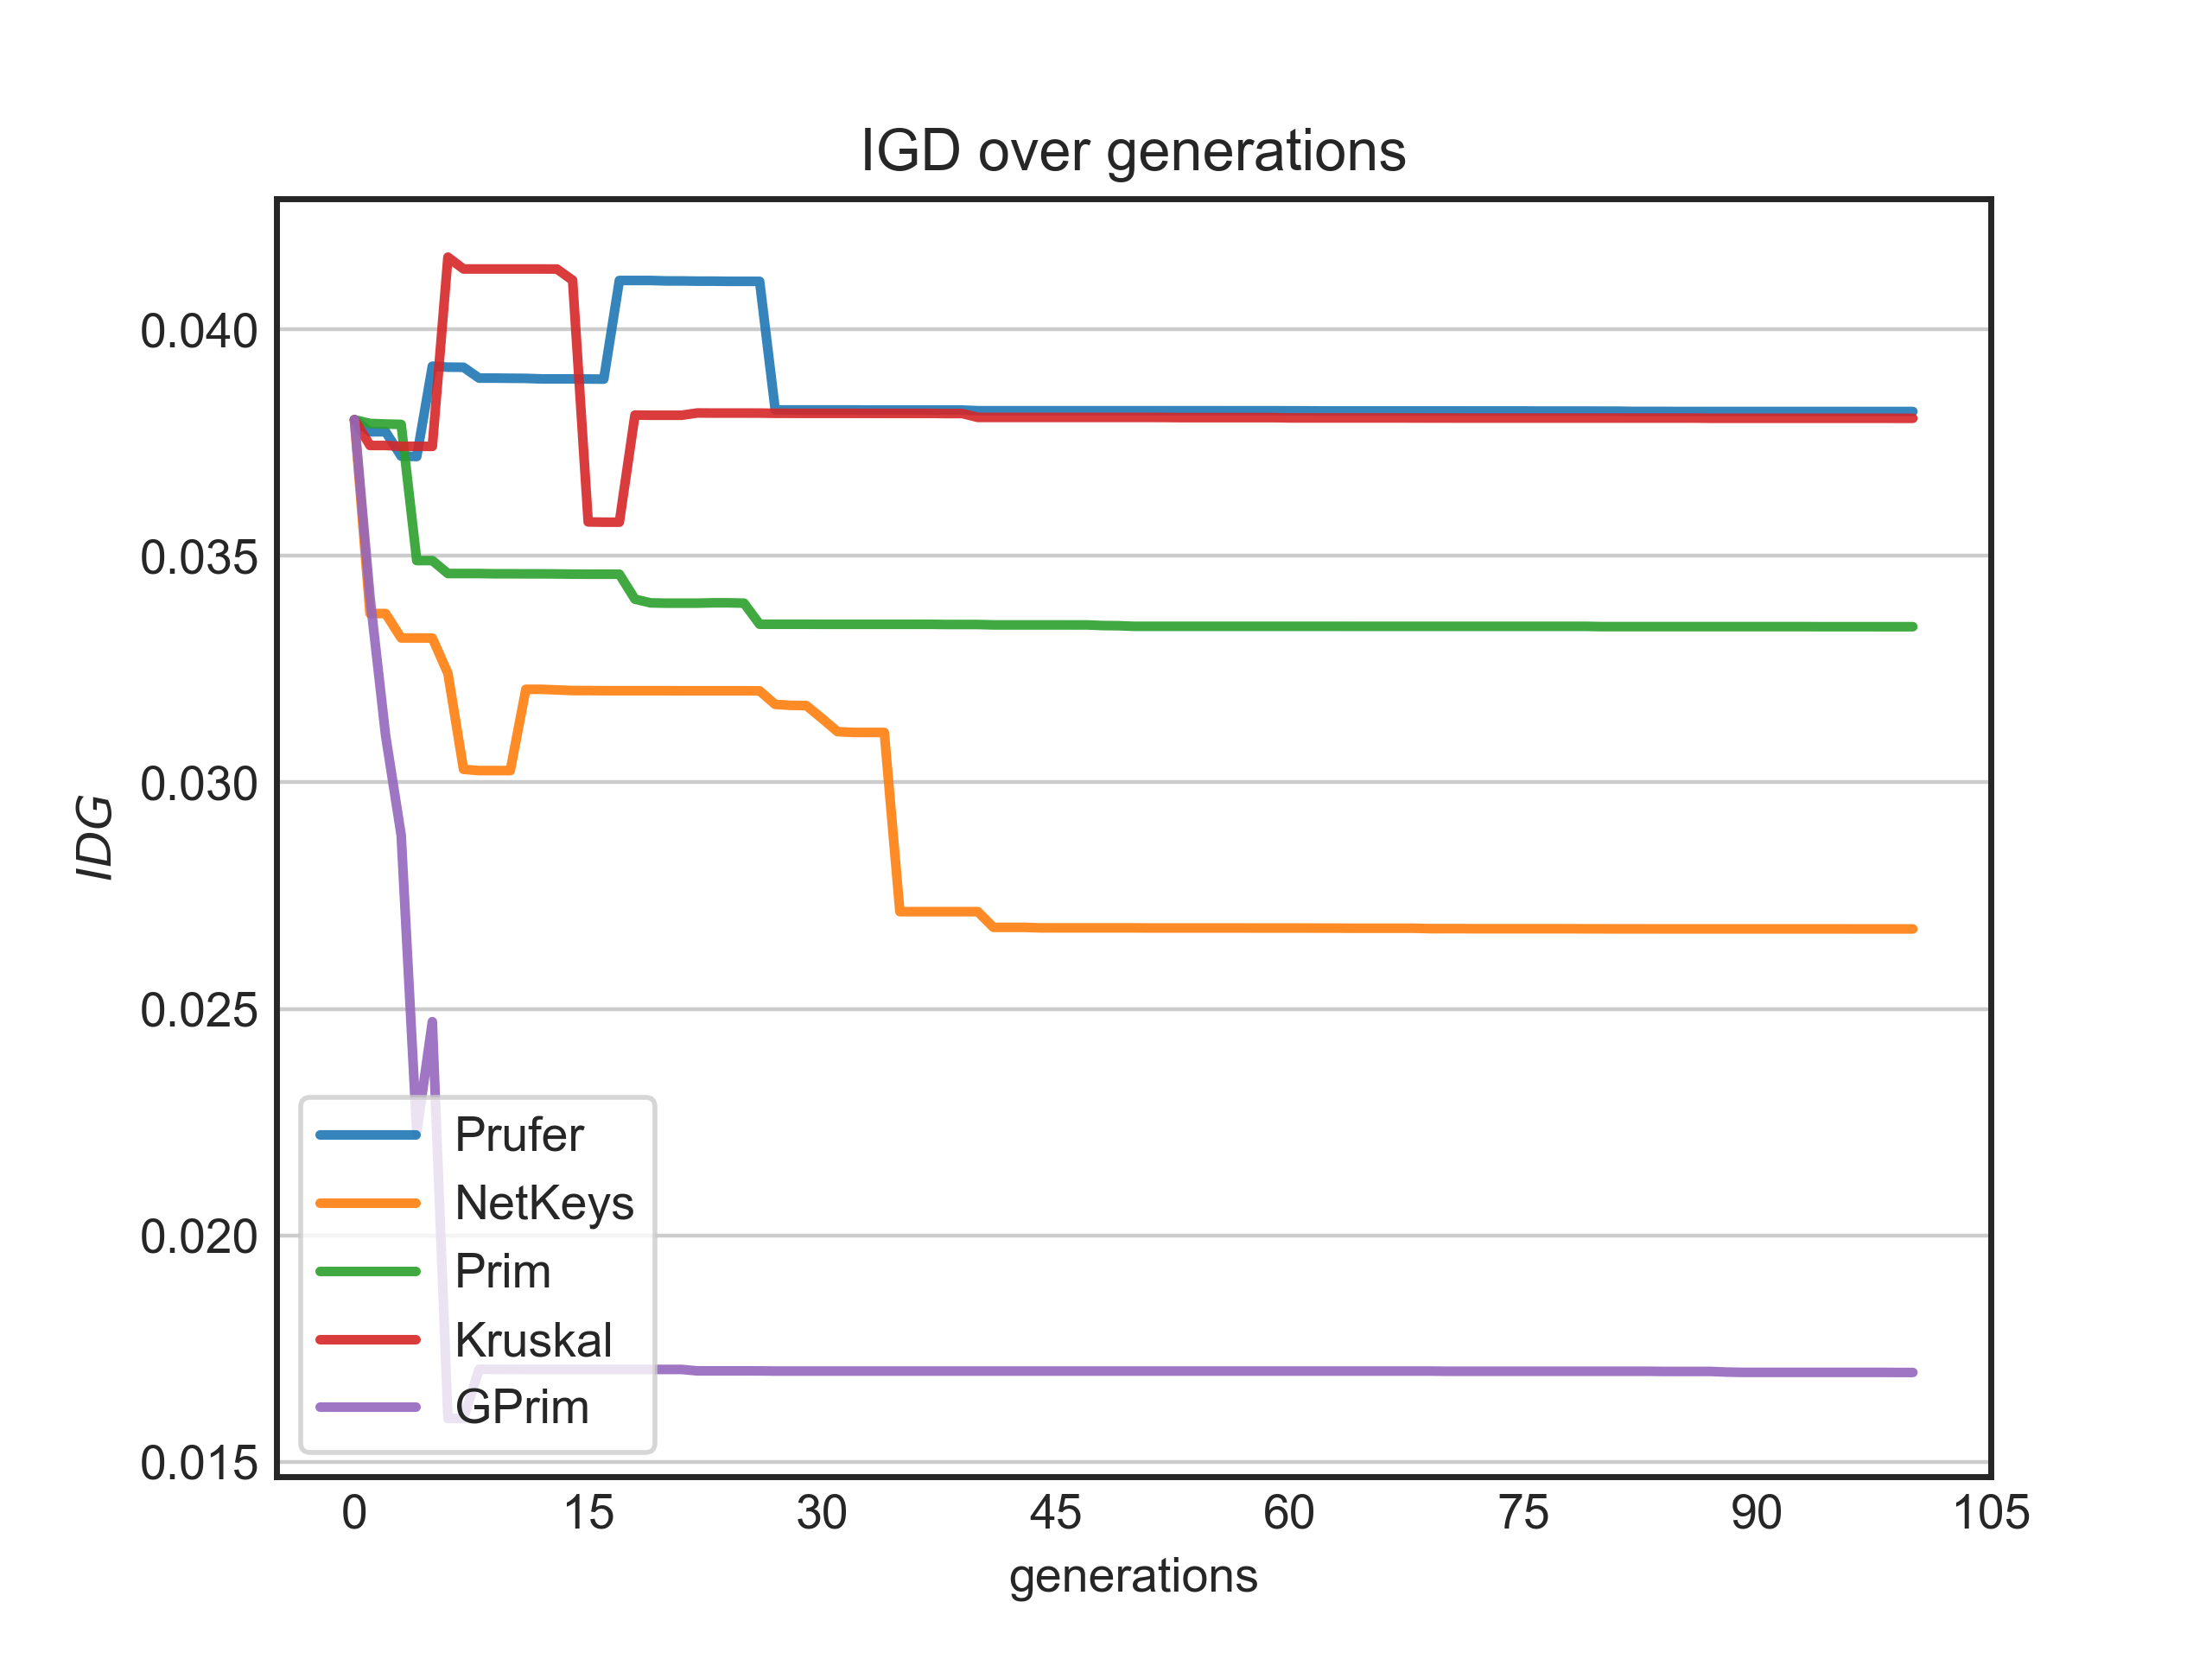 IGD over generations
IDG
0.040
0.035
0.030
0.025
0.020
0.015
Prufer
NetKeys
Prim
Kruskal
GPrim
0 15 30 45 60 75 90 105
generations